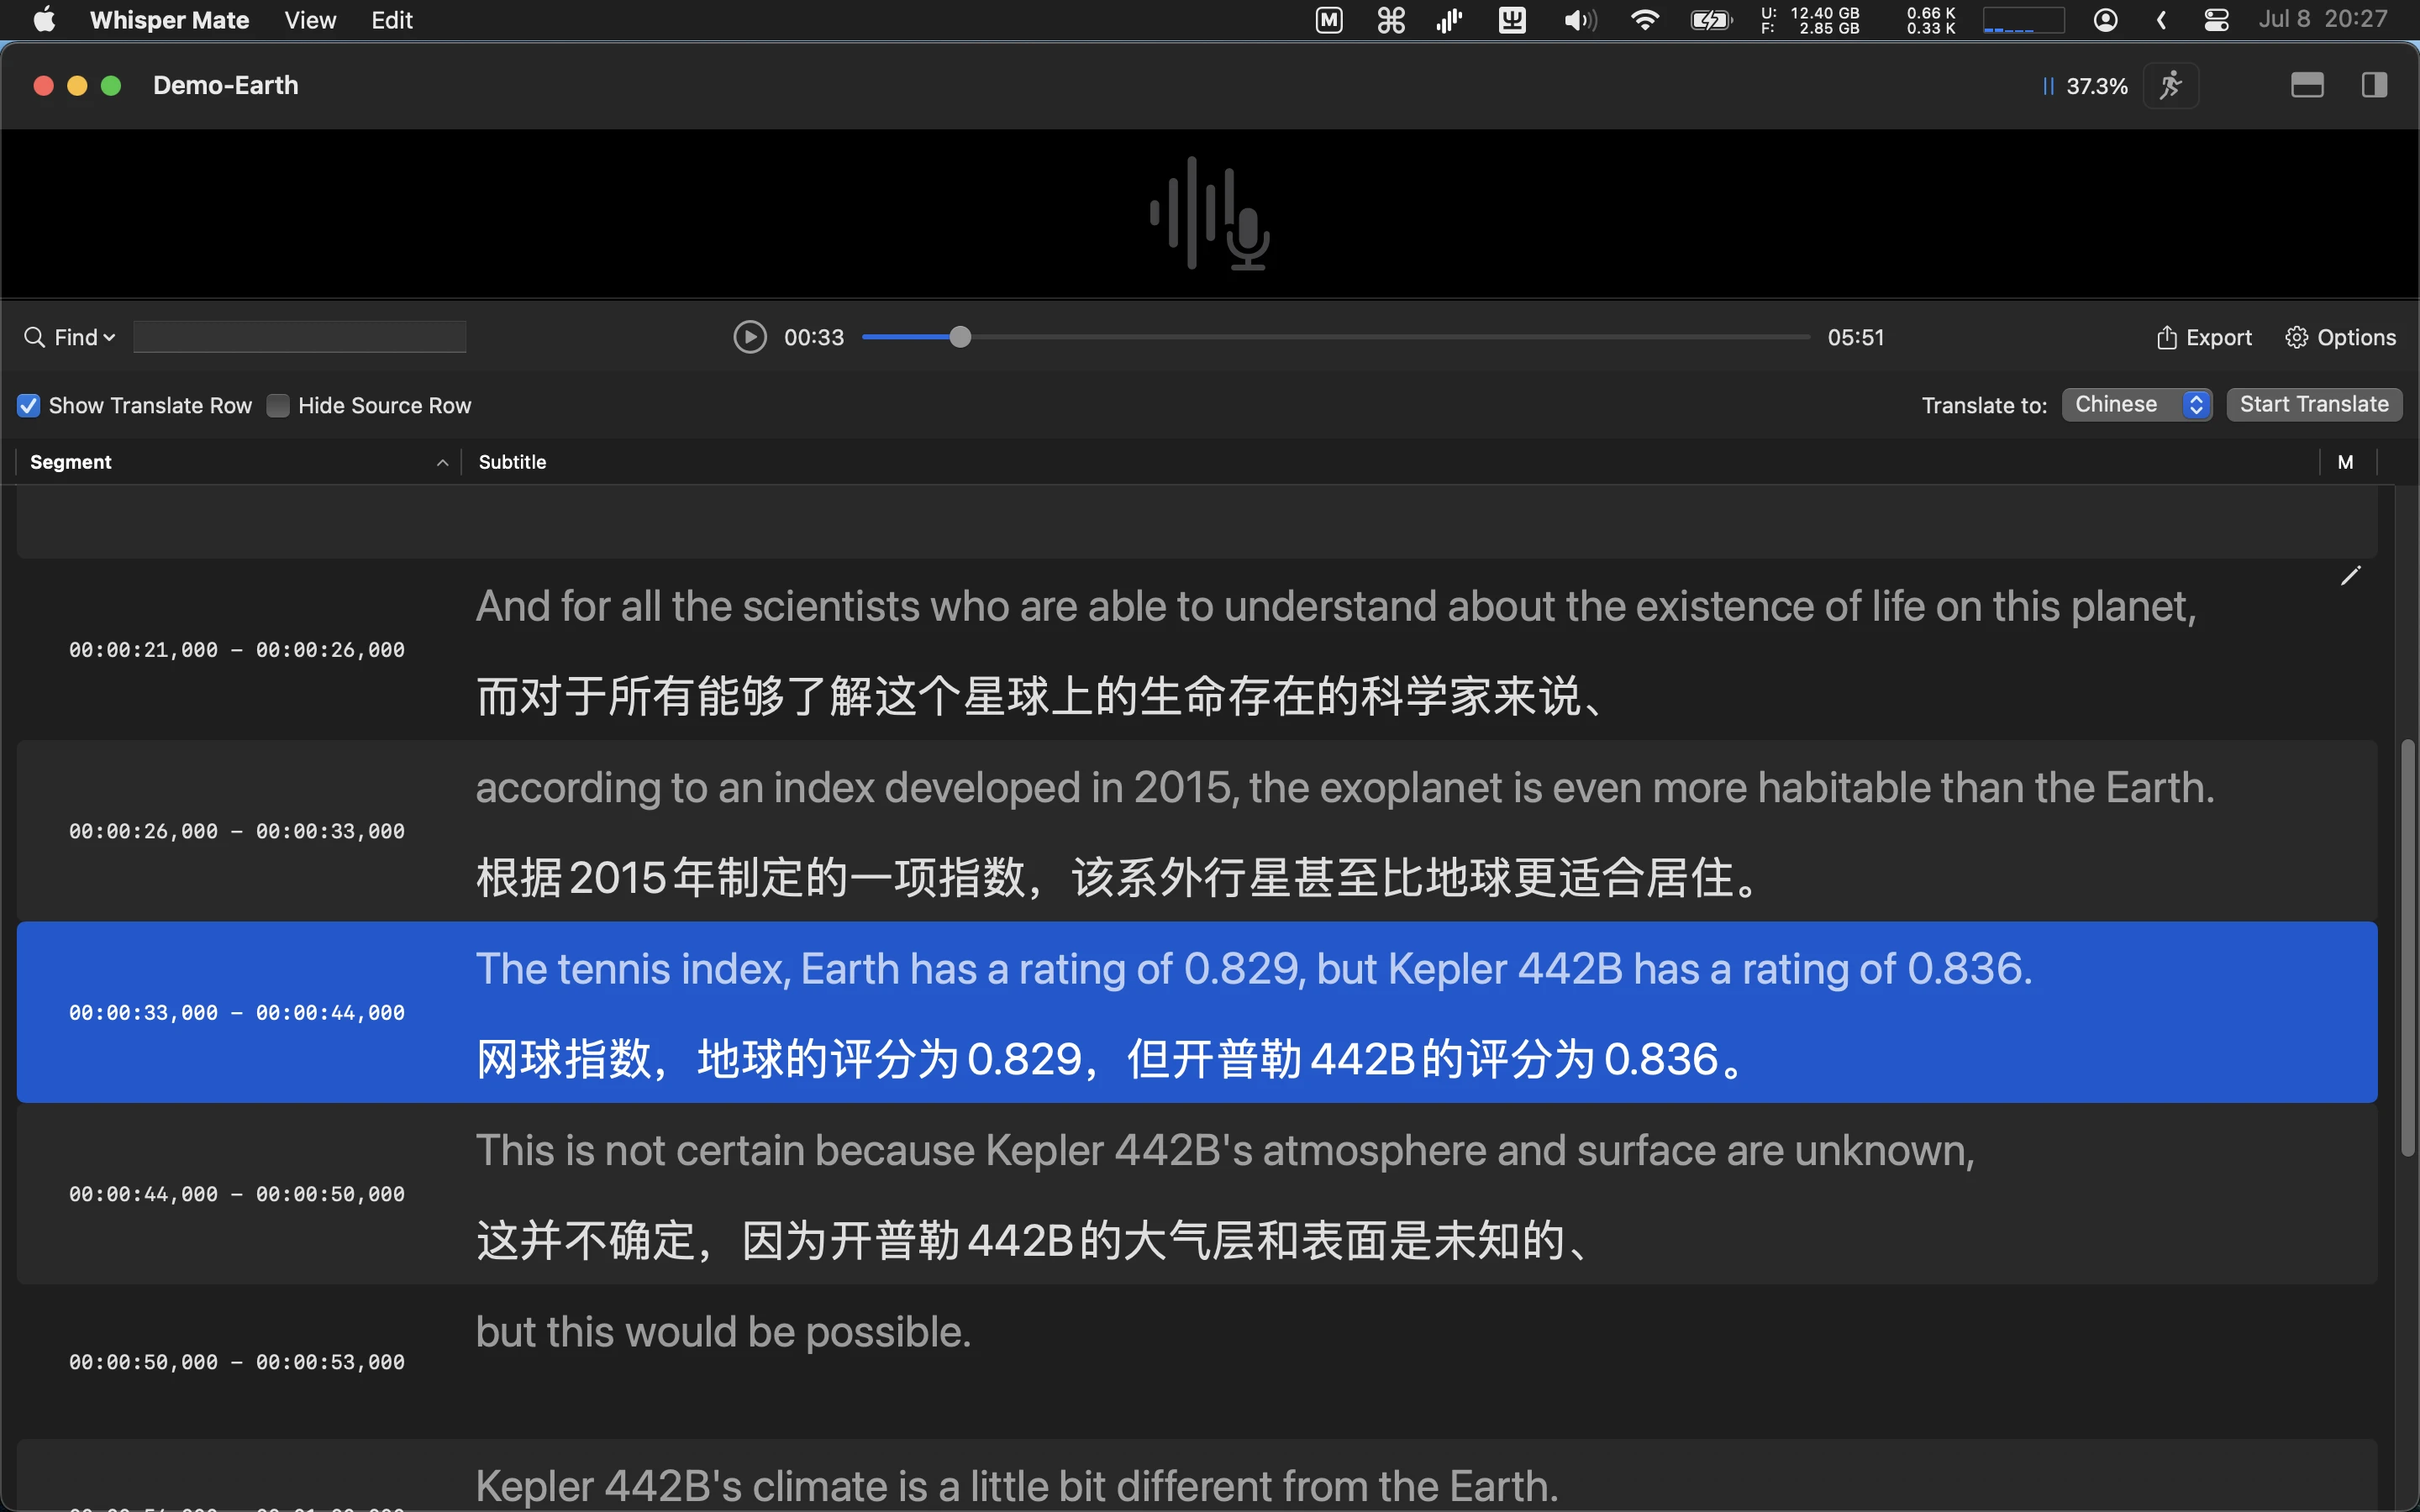 Whisper Mate View Edit U: 12.40 GB 0.66 K Jul 8 20:27
F: 2.85 GB 0.33 K
Demo-Earth 37.3%
Find 00:33 05:51 Export Options
Show Translate Row Hide Source Row Translate to: Chinese Start Translate
Segment Subtitle M
And for all the scientists who are able to understand about the existence of life on this planet,
00:00:21,000 – 00:00:26,000
而对于所有能够了解这个星球上的生命存在的科学家来说、
according to an index developed in 2015, the exoplanet is even more habitable than the Earth.
00:00:26,000 – 00:00:33,000
根据2015年制定的一项指数，该系外行星甚至比地球更适合居住。
The tennis index, Earth has a rating of 0.829, but Kepler 442B has a rating of 0.836.
00:00:33,000 – 00:00:44,000
网球指数，地球的评分为0.829，但开普勒442B的评分为0.836。
This is not certain because Kepler 442B's atmosphere and surface are unknown,
00:00:44,000 – 00:00:50,000
这并不确定，因为开普勒442B的大气层和表面是未知的、
but this would be possible.
00:00:50,000 – 00:00:53,000
Kepler 442B's climate is a little bit different from the Earth.